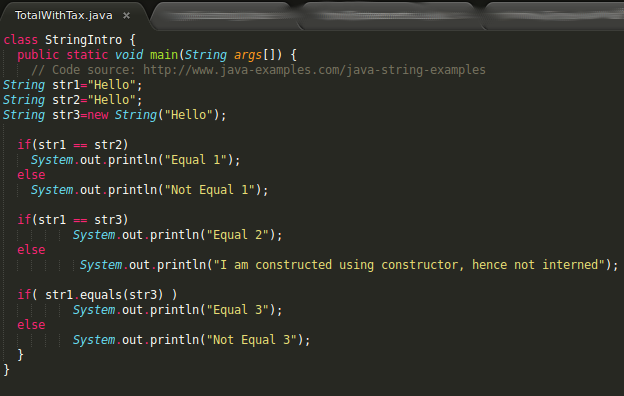 TotalWithTax.java ×
class StringIntro {
  public static void main(String args[]) {
    // Code source: http://www.java-examples.com/java-string-examples
String str1="Hello";
String str2="Hello";
String str3=new String("Hello");
  if(str1 == str2)
    System.out.println("Equal 1");
  else
    System.out.println("Not Equal 1");
  if(str1 == str3)
          System.out.println("Equal 2");
  else
           System.out.println("I am constructed using constructor, hence not interned");
  if( str1.equals(str3) )
          System.out.println("Equal 3");
  else
          System.out.println("Not Equal 3");
  }
}